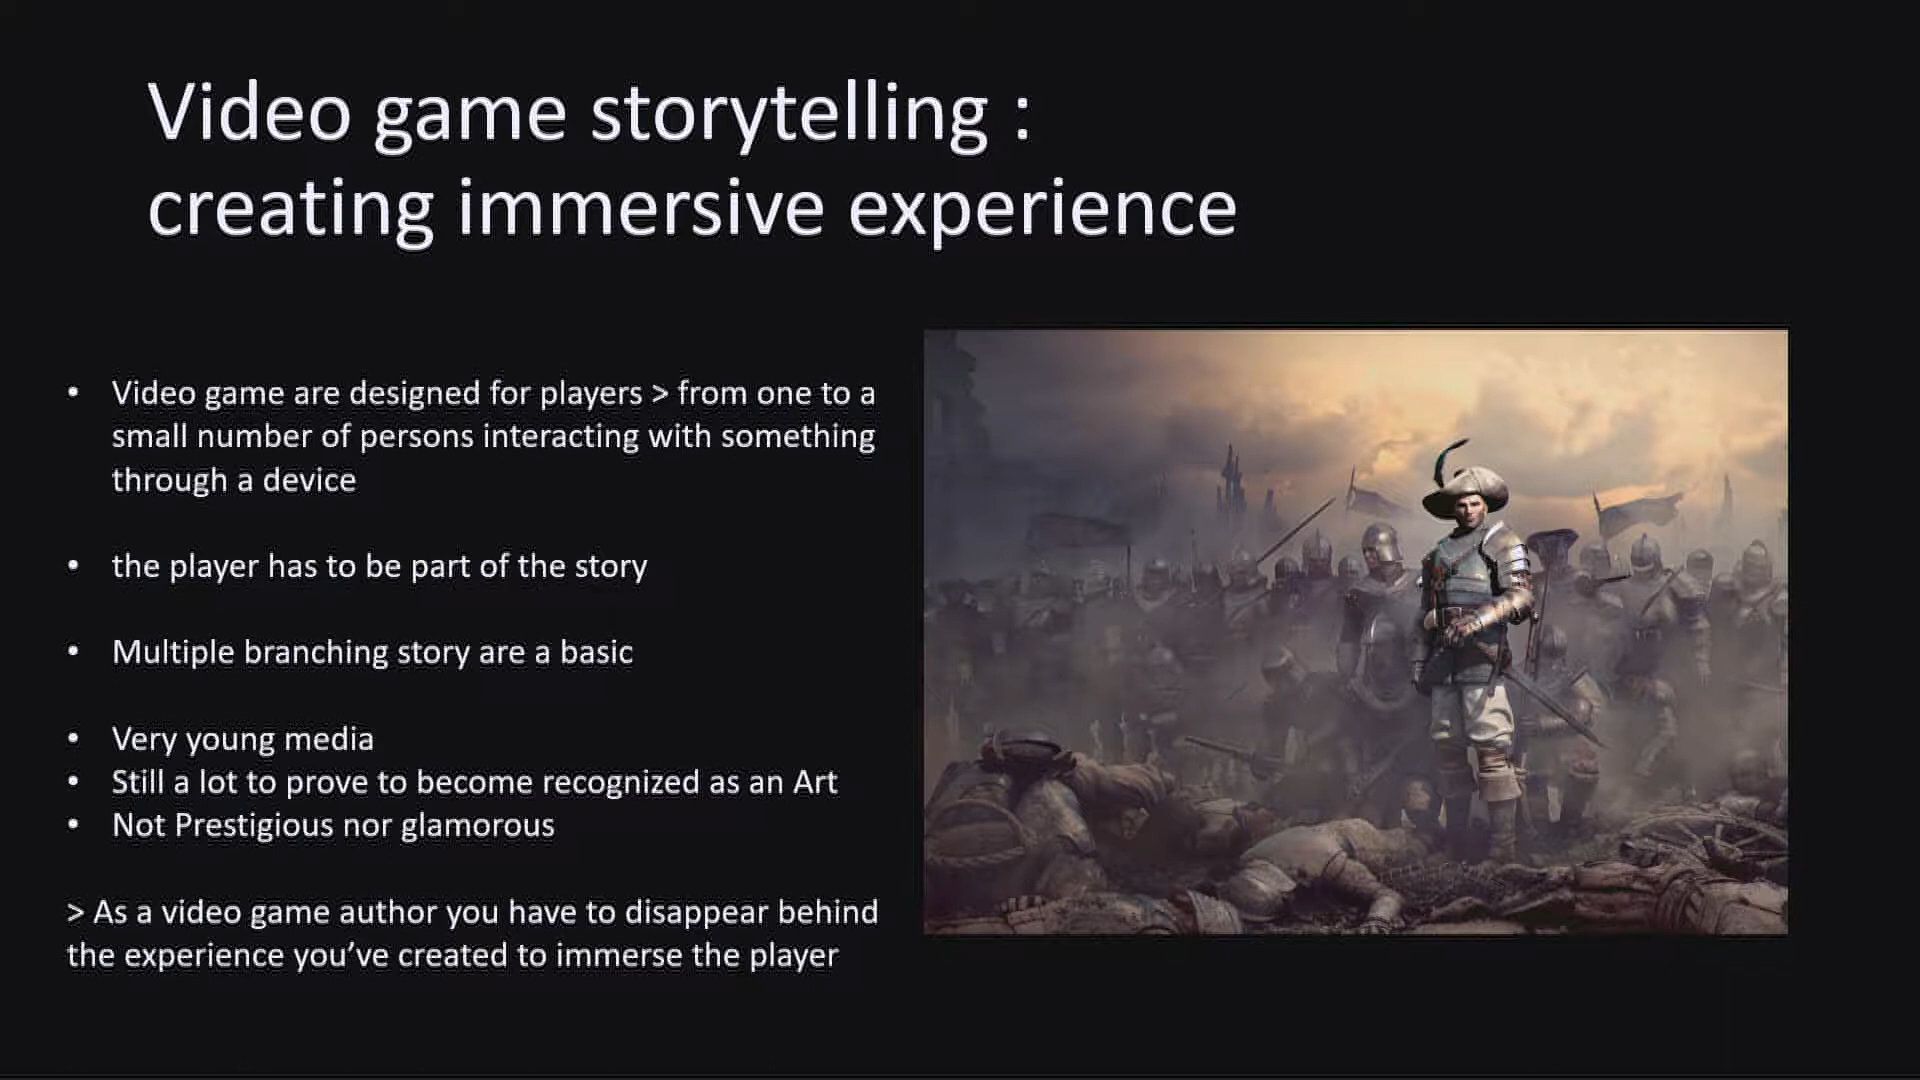 Video game storytelling :
creating immersive experience
• Video game are designed for players > from one to a
small number of persons interacting with something
through a device
• the player has to be part of the story
• Multiple branching story are a basic
• Very young media
• Still a lot to prove to become recognized as an Art
• Not Prestigious nor glamorous
> As a video game author you have to disappear behind
the experience you’ve created to immerse the player